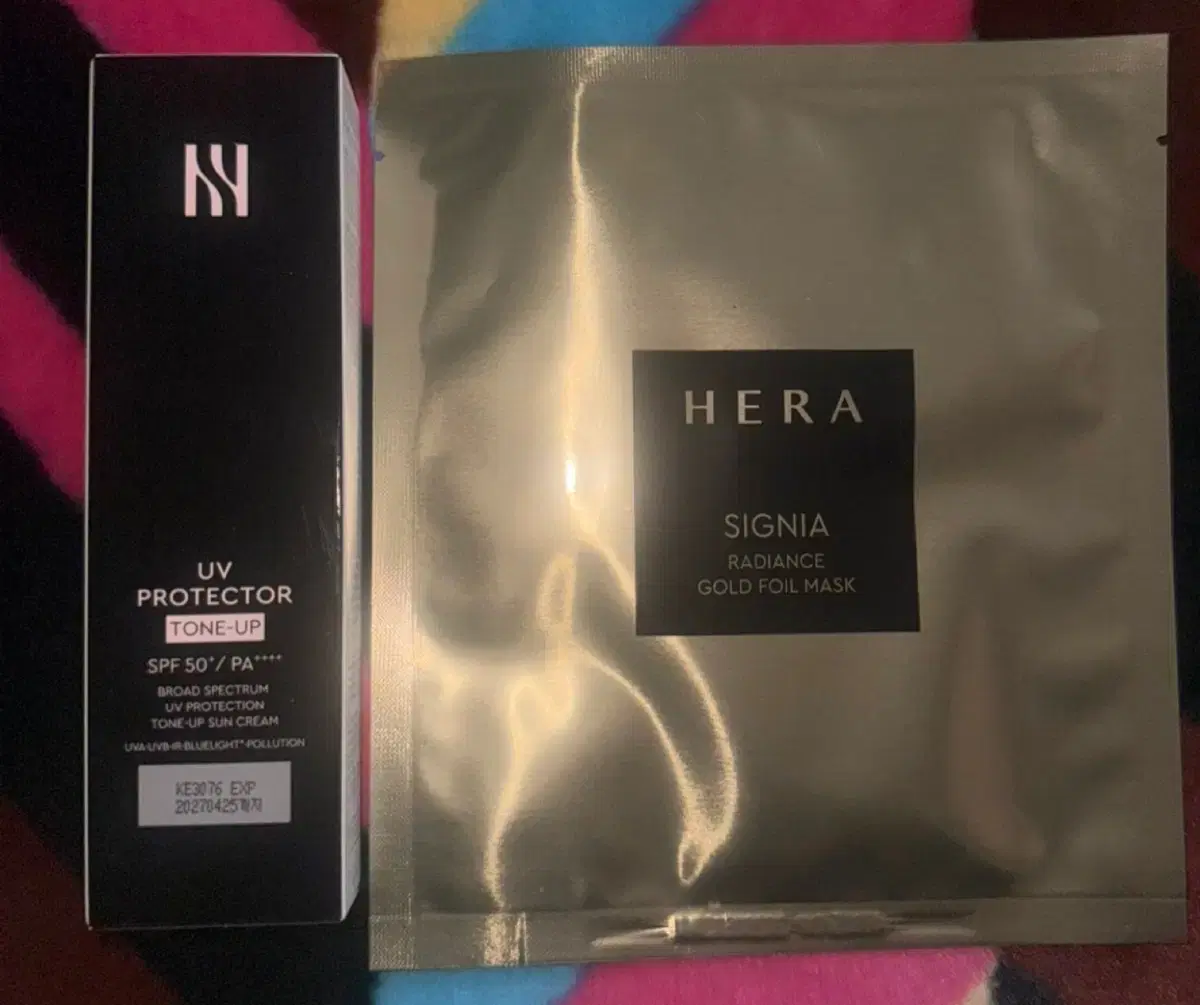 UV
PROTECTOR
TONE-UP
SPF 50⁺/ PA⁺⁺⁺⁺
BROAD SPECTRUM
UV PROTECTION
TONE-UP SUN CREAM
UVA·UVB·IR·BLUELIGHT*·POLLUTION
KE3076 EXP
20270425
HERA
SIGNIA
RADIANCE
GOLD FOIL MASK